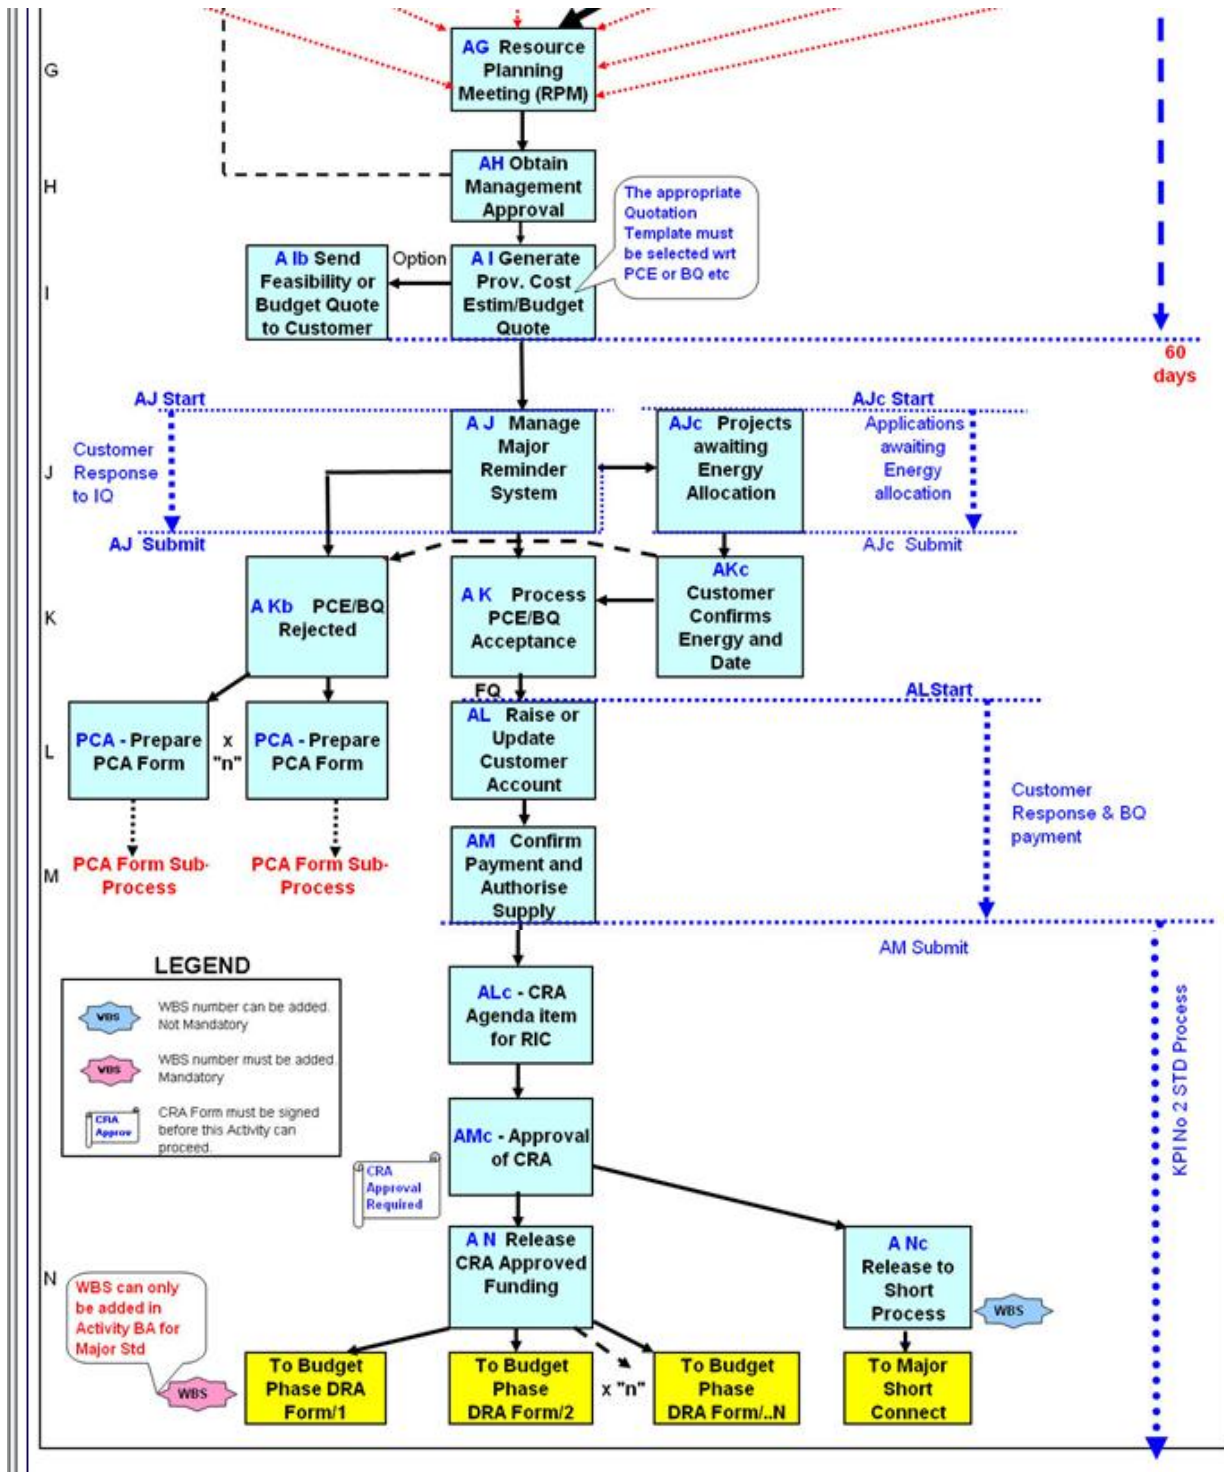 G
AG Resource
Planning
Meeting (RPM)
H
AH Obtain
Management
Approval
The appropriate
Quotation
Template must
be selected wrt
PCE or BQ etc
I
A Ib Send
Feasibility or
Budget Quote
to Customer
Option
A I Generate
Prov. Cost
Estim/Budget
Quote
60
days
AJ Start
AJc Start
Customer
Response
to IQ
J
A J Manage
Major
Reminder
System
AJc Projects
awaiting
Energy
Allocation
Applications
awaiting
Energy
allocation
AJ Submit
AJc Submit
K
A Kb PCE/BQ
Rejected
A K Process
PCE/BQ
Acceptance
AKc
Customer
Confirms
Energy and
Date
FQ
ALStart
L
PCA - Prepare
PCA Form
x
"n"
PCA - Prepare
PCA Form
AL Raise or
Update
Customer
Account
Customer
Response & BQ
payment
M
PCA Form Sub-
Process
PCA Form Sub-
Process
AM Confirm
Payment and
Authorise
Supply
AM Submit
KPI No 2 STD Process
LEGEND
WBS
WBS number can be added.
Not Mandatory
WBS
WBS number must be added.
Mandatory
CRA
Approv
CRA Form must be signed
before this Activity can
proceed.
ALc - CRA
Agenda item
for RIC
AMc - Approval
of CRA
CRA
Approval
Required
N
A N Release
CRA Approved
Funding
A Nc
Release to
Short
Process
WBS
WBS can only
be added in
Activity BA for
Major Std
WBS
To Budget
Phase DRA
Form/1
To Budget
Phase
DRA Form/2
x "n"
To Budget
Phase
DRA Form/..N
To Major
Short
Connect